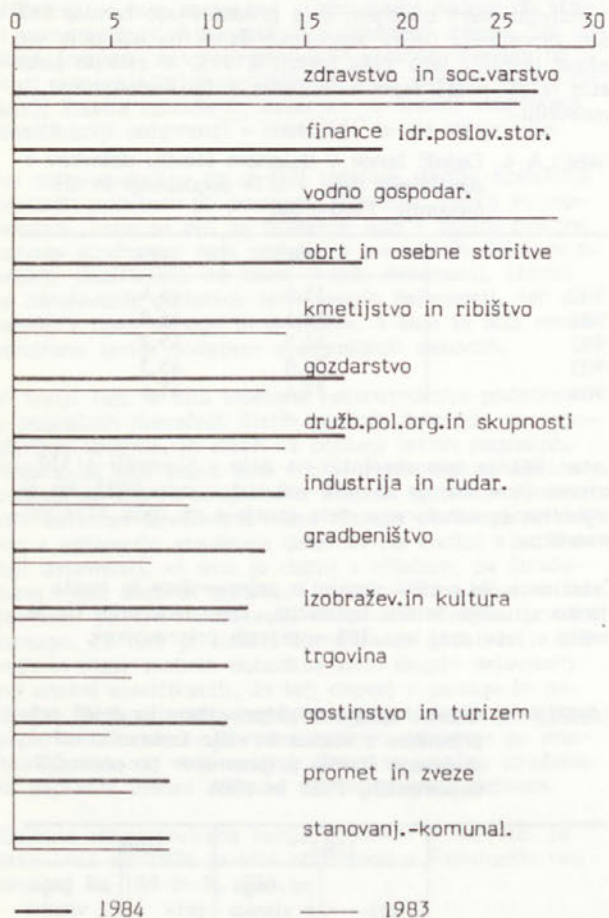 0 5 10 15 20 25 30
zdravstvo in soc.varstvo
finance idr.poslov.stor.
vodno gospodar.
obrt in osebne storitve
kmetijstvo in ribištvo
gozdarstvo
družb.pol.org.in skupnosti
industrija in rudar.
gradbeništvo
izobražev.in kultura
trgovina
gostinstvo in turizem
promet in zveze
stanovanj.-komunal.
1984 1983